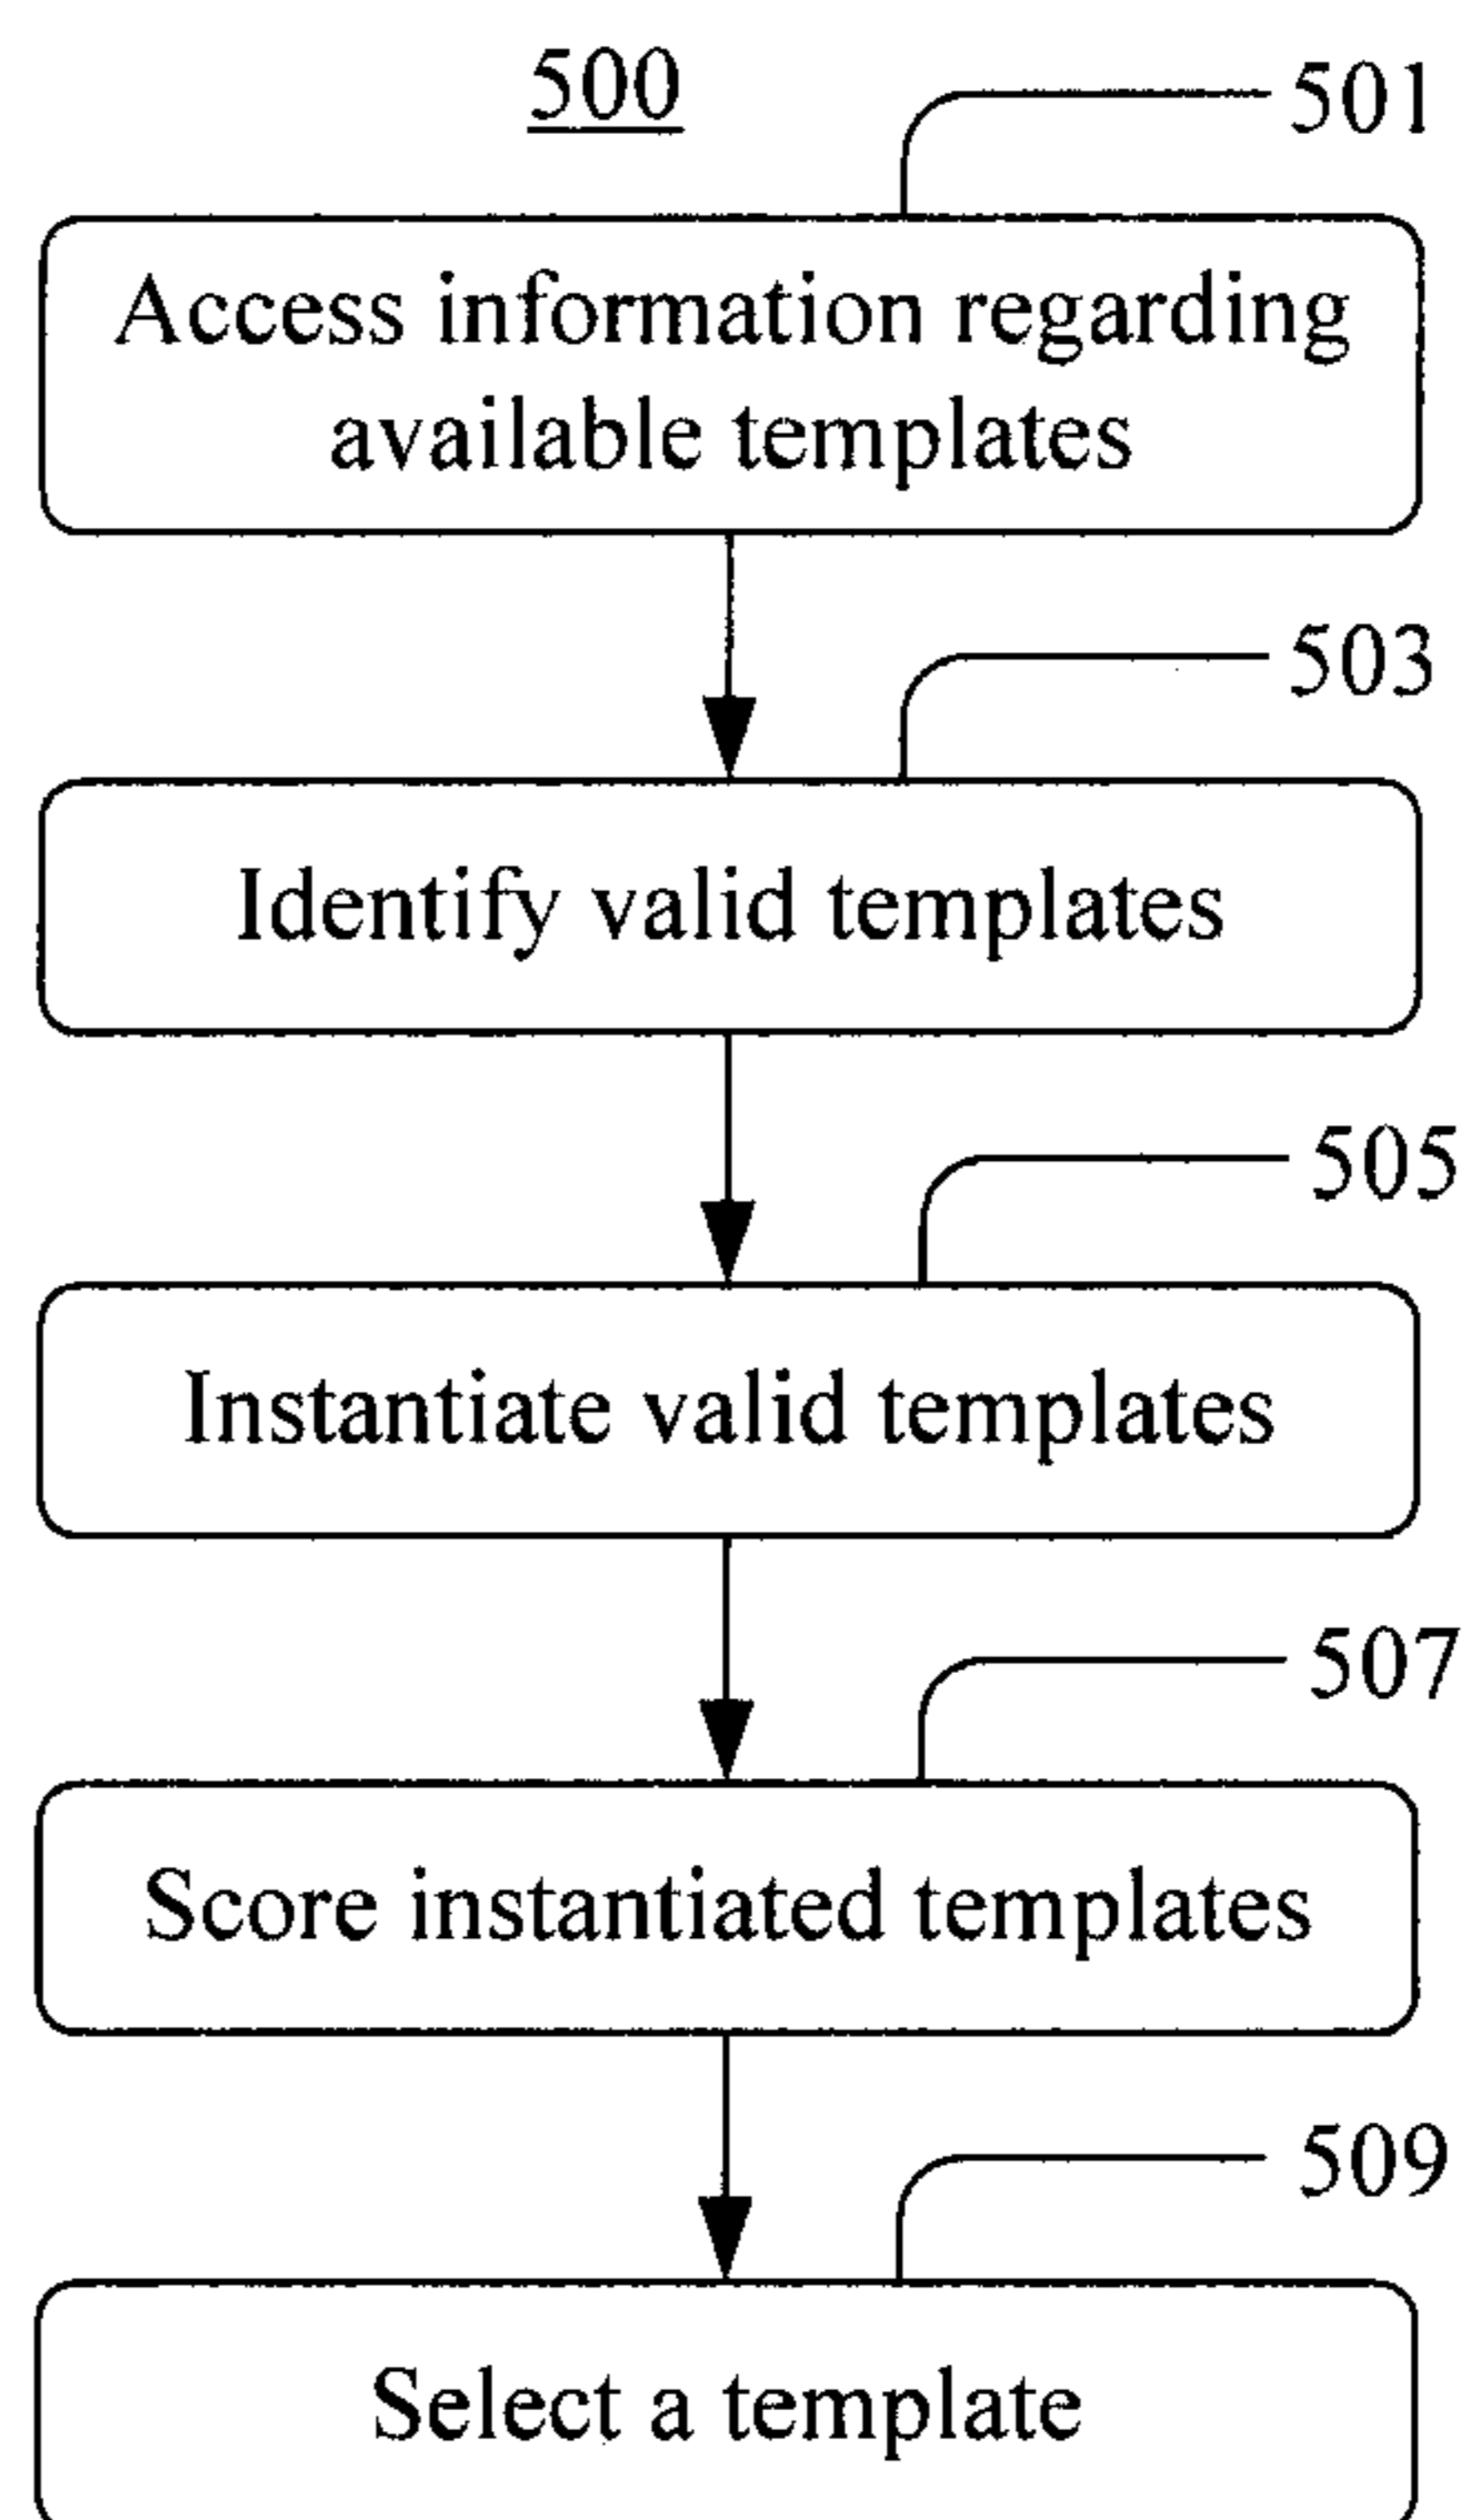 500
501
Access information regarding
available templates
503
Identify valid templates
505
Instantiate valid templates
507
Score instantiated templates
509
Select a template